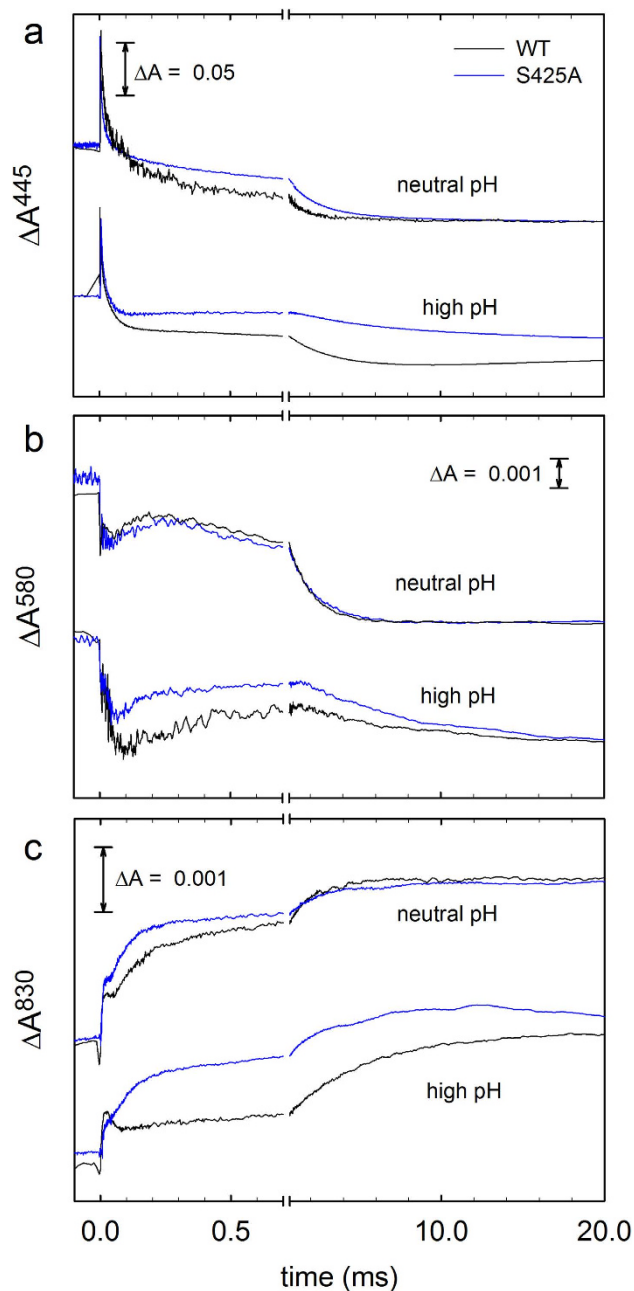 a
WT
S425A
ΔA = 0.05
ΔA445
neutral pH
high pH
b
ΔA = 0.001
ΔA580
neutral pH
high pH
c
ΔA = 0.001
ΔA830
neutral pH
high pH
0.0 0.5 10.0 20.0
time (ms)